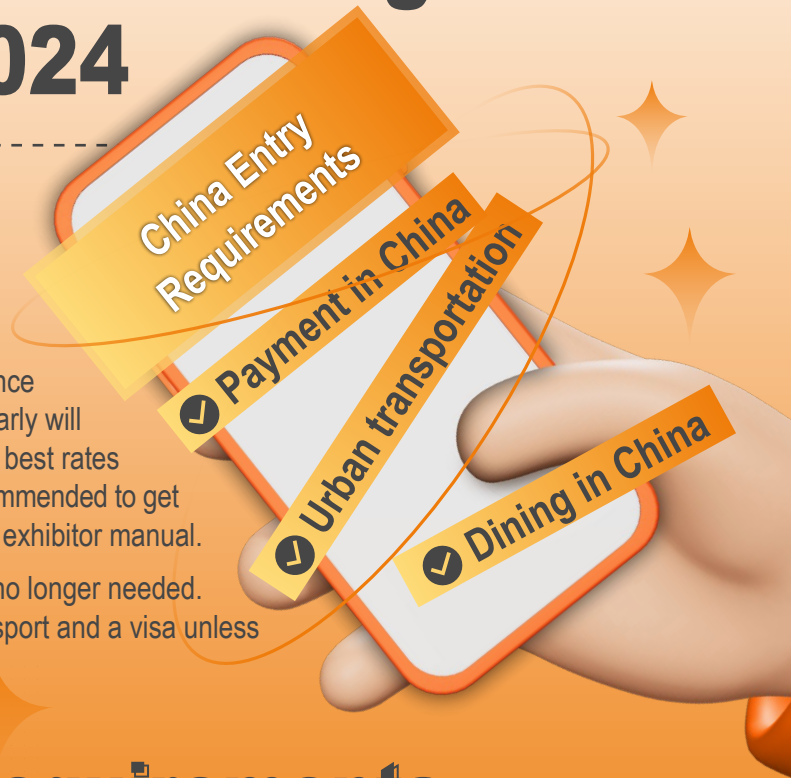 024
China Entry
Requirements
Payment in China
Urban transportation
Dining in China
arly will
best rates
mmended to get
exhibitor manual.
no longer needed.
sport and a visa unless